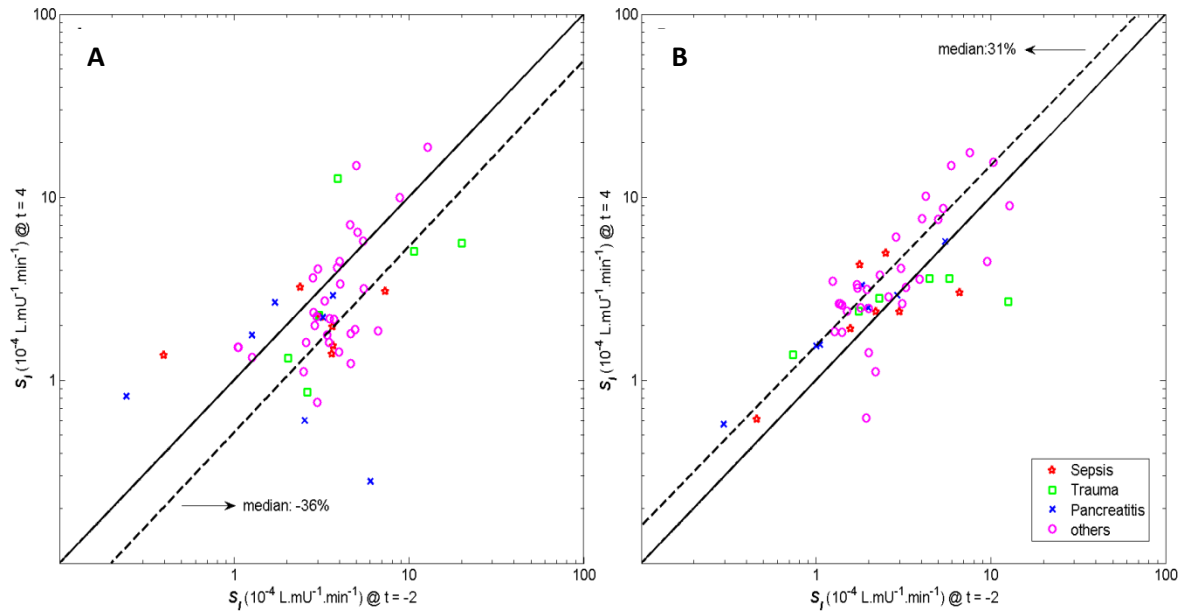 A
100
10
1
S_I (10⁻⁴ L.mU⁻¹.min⁻¹) @ t = 4
median: -36%
1
10
100
S_I (10⁻⁴ L.mU⁻¹.min⁻¹) @ t = -2
B
median:31%
100
10
1
S_I (10⁻⁴ L.mU⁻¹.min⁻¹) @ t = 4
Sepsis
Trauma
Pancreatitis
others
1
10
100
S_I (10⁻⁴ L.mU⁻¹.min⁻¹) @ t = -2